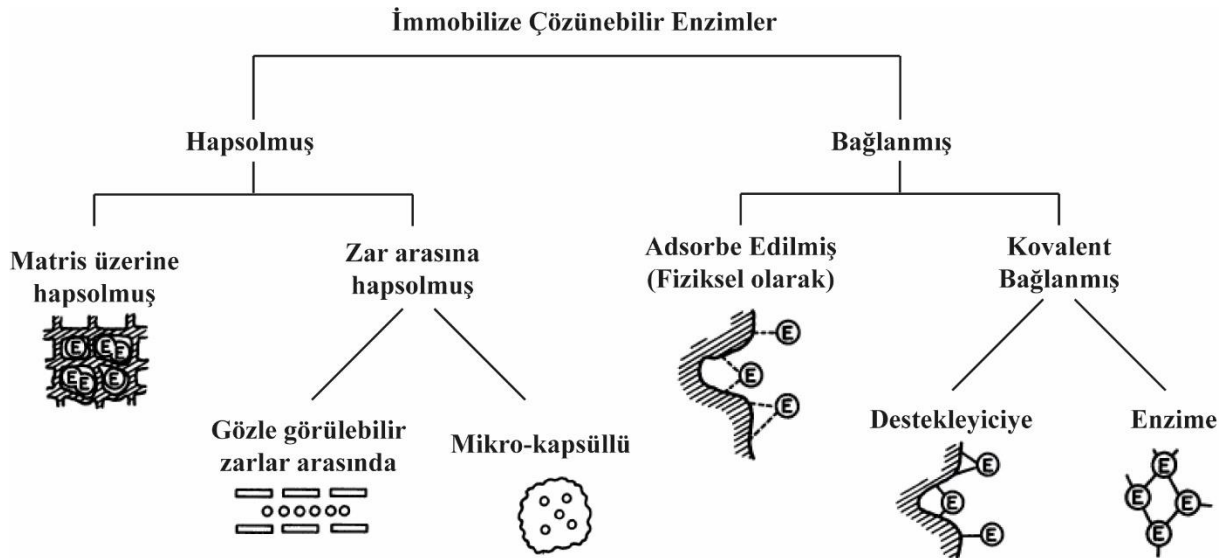 İmmobilize Çözünebilir Enzimler
Hapsolmuş
Bağlanmış
Matris üzerine
hapsolmuş
Zar arasına
hapsolmuş
Adsorbe Edilmiş
(Fiziksel olarak)
Kovalent
Bağlanmış
E
E
E
E
E
E
E
E
E
Gözle görülebilir
zarlar arasında
Mikro-kapsüllü
Destekleyiciye
Enzime
E
E
E
E
E
E
E